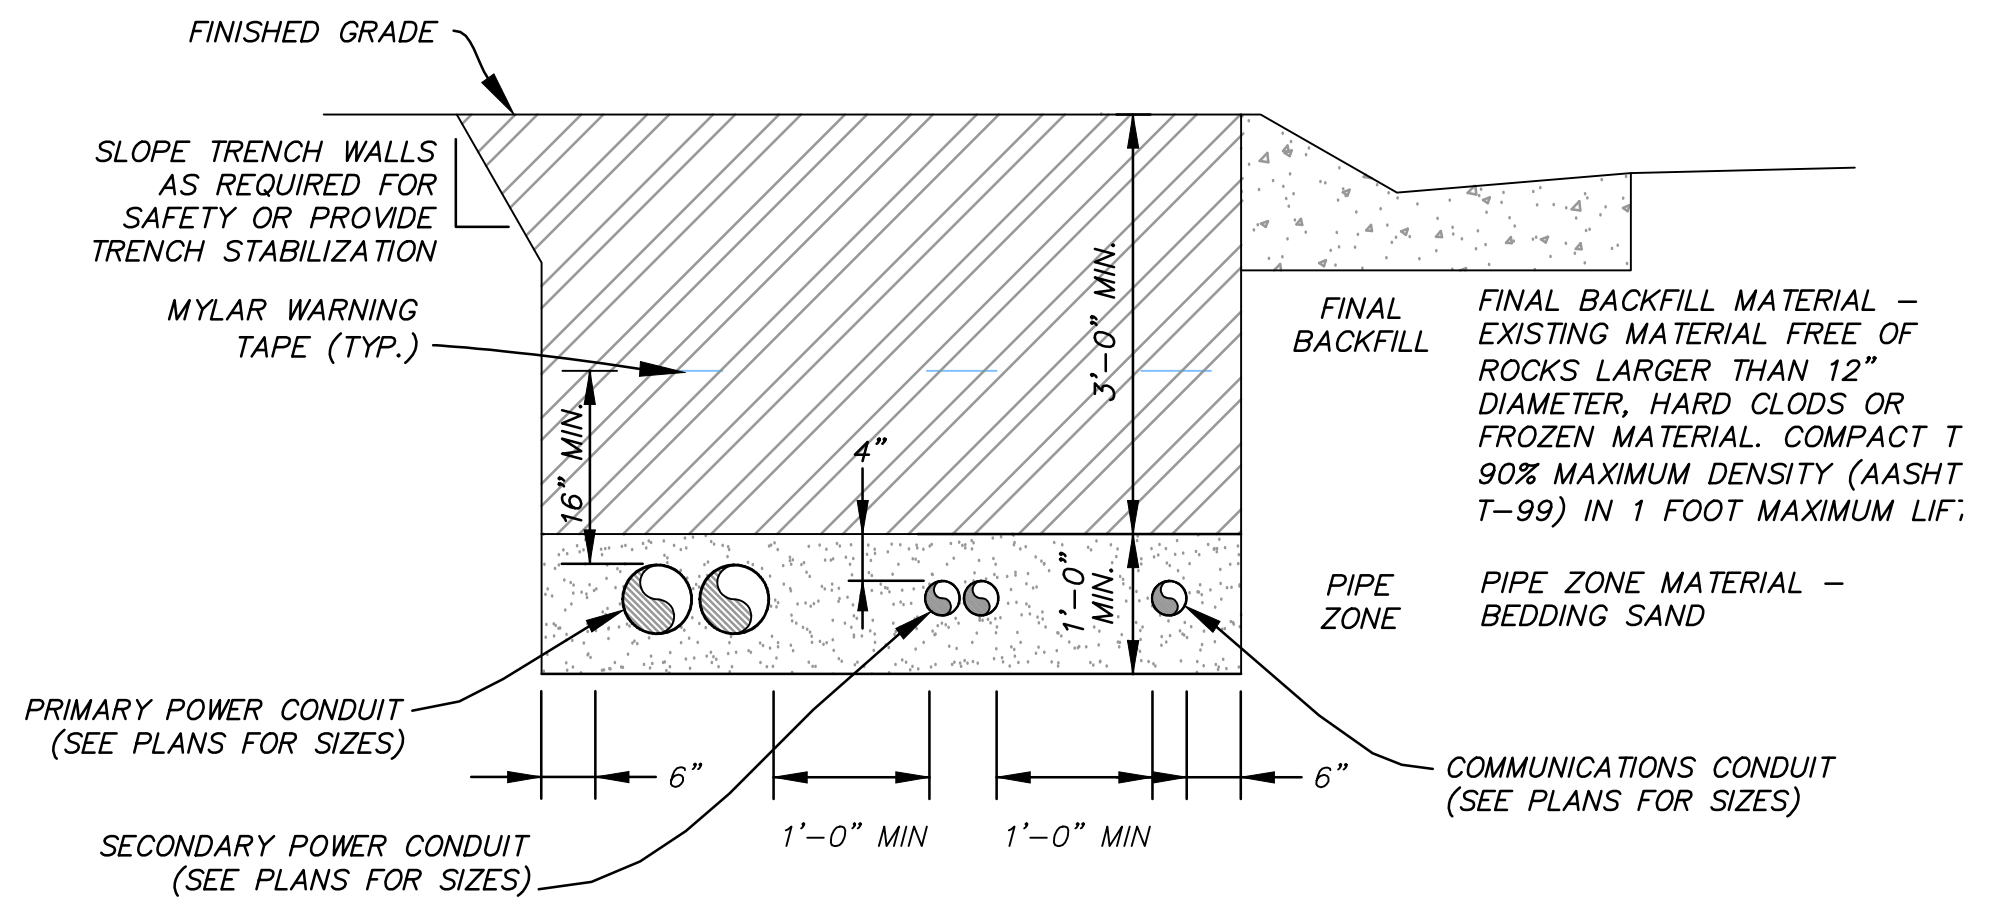 FINISHED GRADE
SLOPE TRENCH WALLS
AS REQUIRED FOR
SAFETY OR PROVIDE
TRENCH STABILIZATION
MYLAR WARNING
TAPE (TYP.)
16" MIN.
4"
3'-0" MIN.
1'-0"
MIN.
FINAL
BACKFILL
FINAL BACKFILL MATERIAL –
EXISTING MATERIAL FREE OF
ROCKS LARGER THAN 12"
DIAMETER, HARD CLODS OR
FROZEN MATERIAL. COMPACT T
90% MAXIMUM DENSITY (AASHT
T-99) IN 1 FOOT MAXIMUM LIF
PIPE
ZONE
PIPE ZONE MATERIAL –
BEDDING SAND
PRIMARY POWER CONDUIT
(SEE PLANS FOR SIZES)
6"
1'-0" MIN
1'-0" MIN
6"
SECONDARY POWER CONDUIT
(SEE PLANS FOR SIZES)
COMMUNICATIONS CONDUIT
(SEE PLANS FOR SIZES)